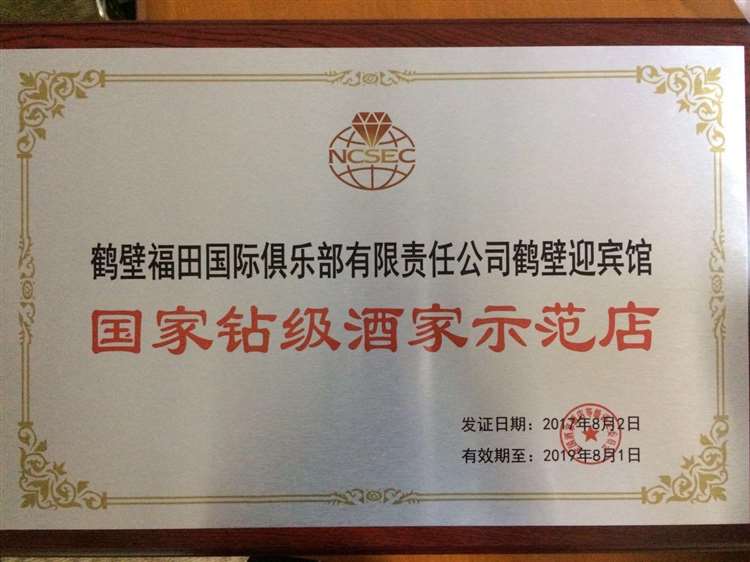 NCSEC
鹤壁福田国际俱乐部有限责任公司鹤壁迎宾馆
国家钻级酒家示范店
发证日期：2017年8月2日
有效期至：2019年8月1日